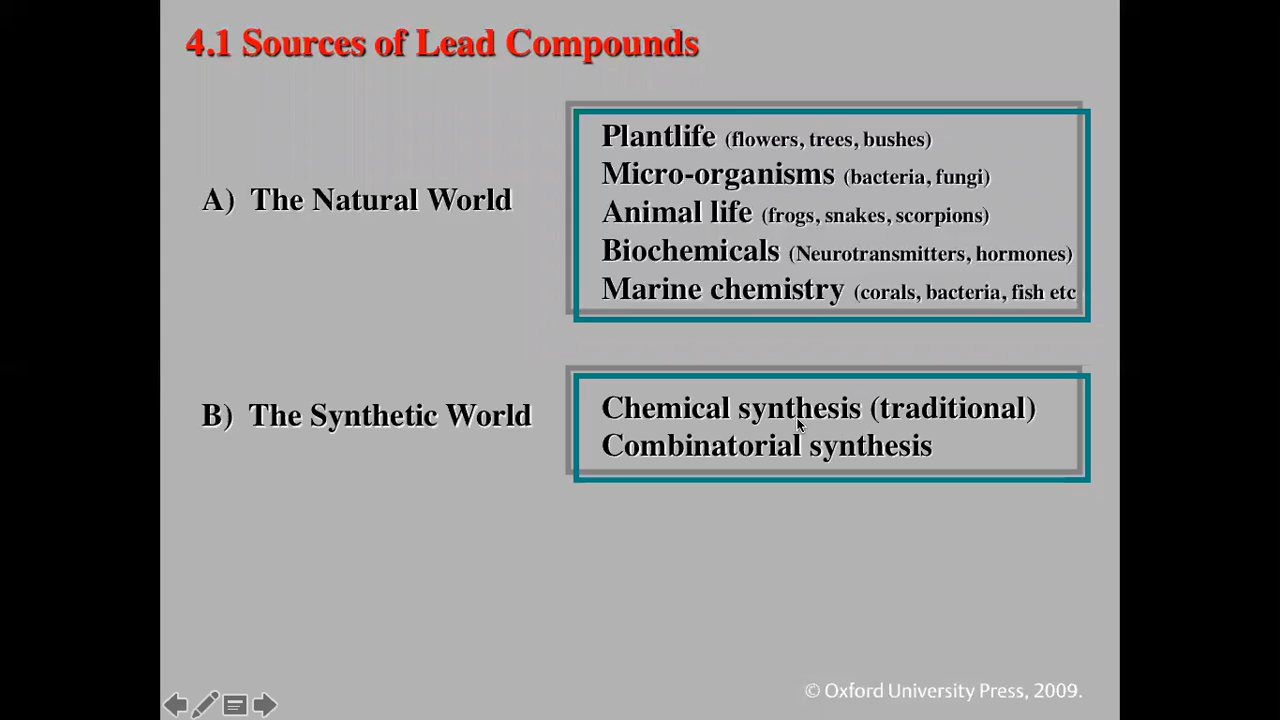 4.1 Sources of Lead Compounds
A) The Natural World
Plantlife (flowers, trees, bushes)
Micro-organisms (bacteria, fungi)
Animal life (frogs, snakes, scorpions)
Biochemicals (Neurotransmitters, hormones)
Marine chemistry (corals, bacteria, fish etc
B) The Synthetic World
Chemical synthesis (traditional)
Combinatorial synthesis
© Oxford University Press, 2009.